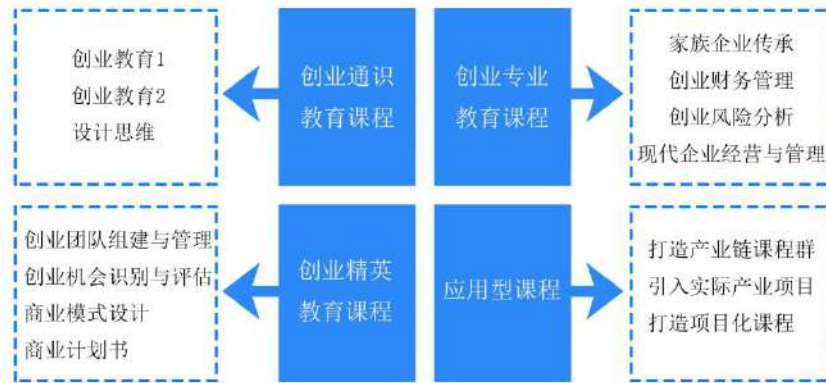 创业教育1
创业教育2
设计思维
创业通识
教育课程
创业专业
教育课程
家族企业传承
创业财务管理
创业风险分析
现代企业经营与管理
创业团队组建与管理
创业机会识别与评估
商业模式设计
商业计划书
创业精英
教育课程
应用型课程
打造产业链课程群
引入实际产业项目
打造项目化课程